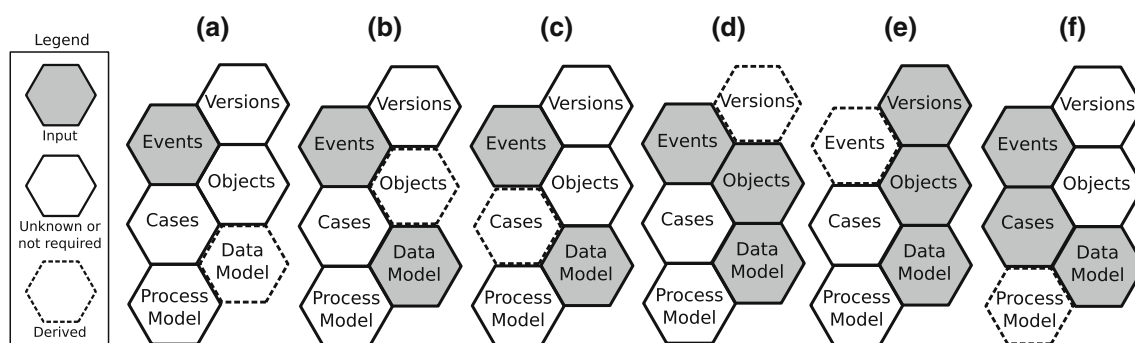 Legend
Input
Unknown or
not required
Derived
(a)
Versions
Events
Objects
Cases
Data
Model
Process
Model
(b)
Versions
Events
Objects
Cases
Data
Model
Process
Model
(c)
Versions
Events
Objects
Cases
Data
Model
Process
Model
(d)
Versions
Events
Objects
Cases
Data
Model
Process
Model
(e)
Versions
Events
Objects
Cases
Data
Model
Process
Model
(f)
Versions
Events
Objects
Cases
Data
Model
Process
Model